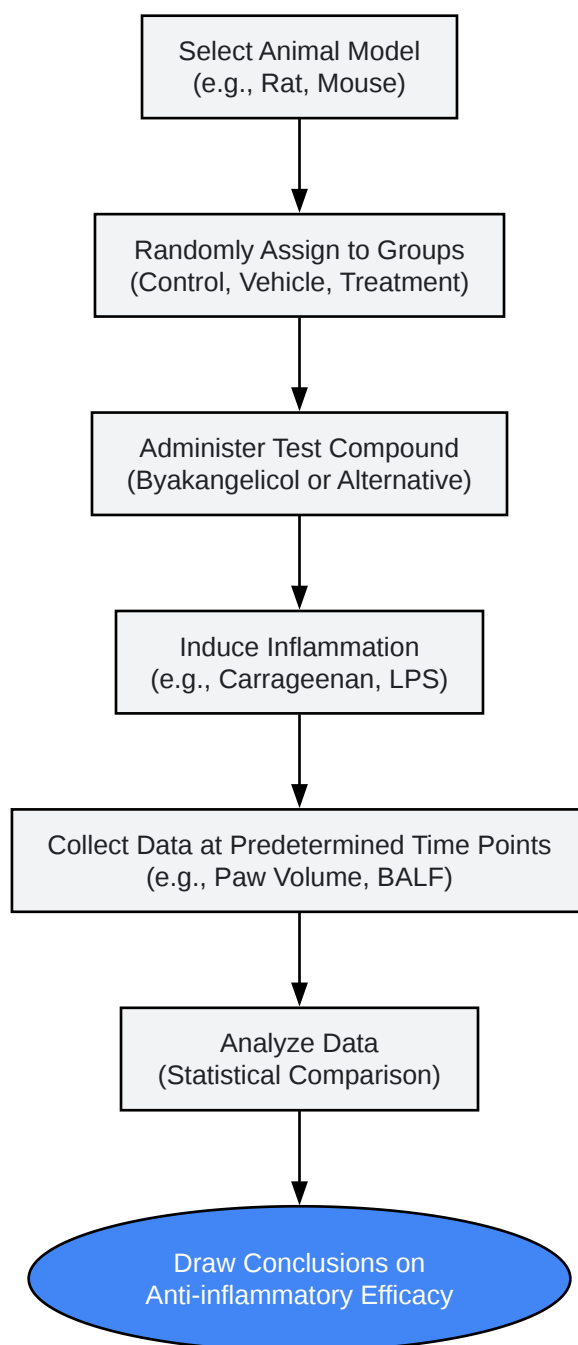 Select Animal Model
(e.g., Rat, Mouse)
Randomly Assign to Groups
(Control, Vehicle, Treatment)
Administer Test Compound
(Byakangelicol or Alternative)
Induce Inflammation
(e.g., Carrageenan, LPS)
Collect Data at Predetermined Time Points
(e.g., Paw Volume, BALF)
Analyze Data
(Statistical Comparison)
Draw Conclusions on
Anti-inflammatory Efficacy